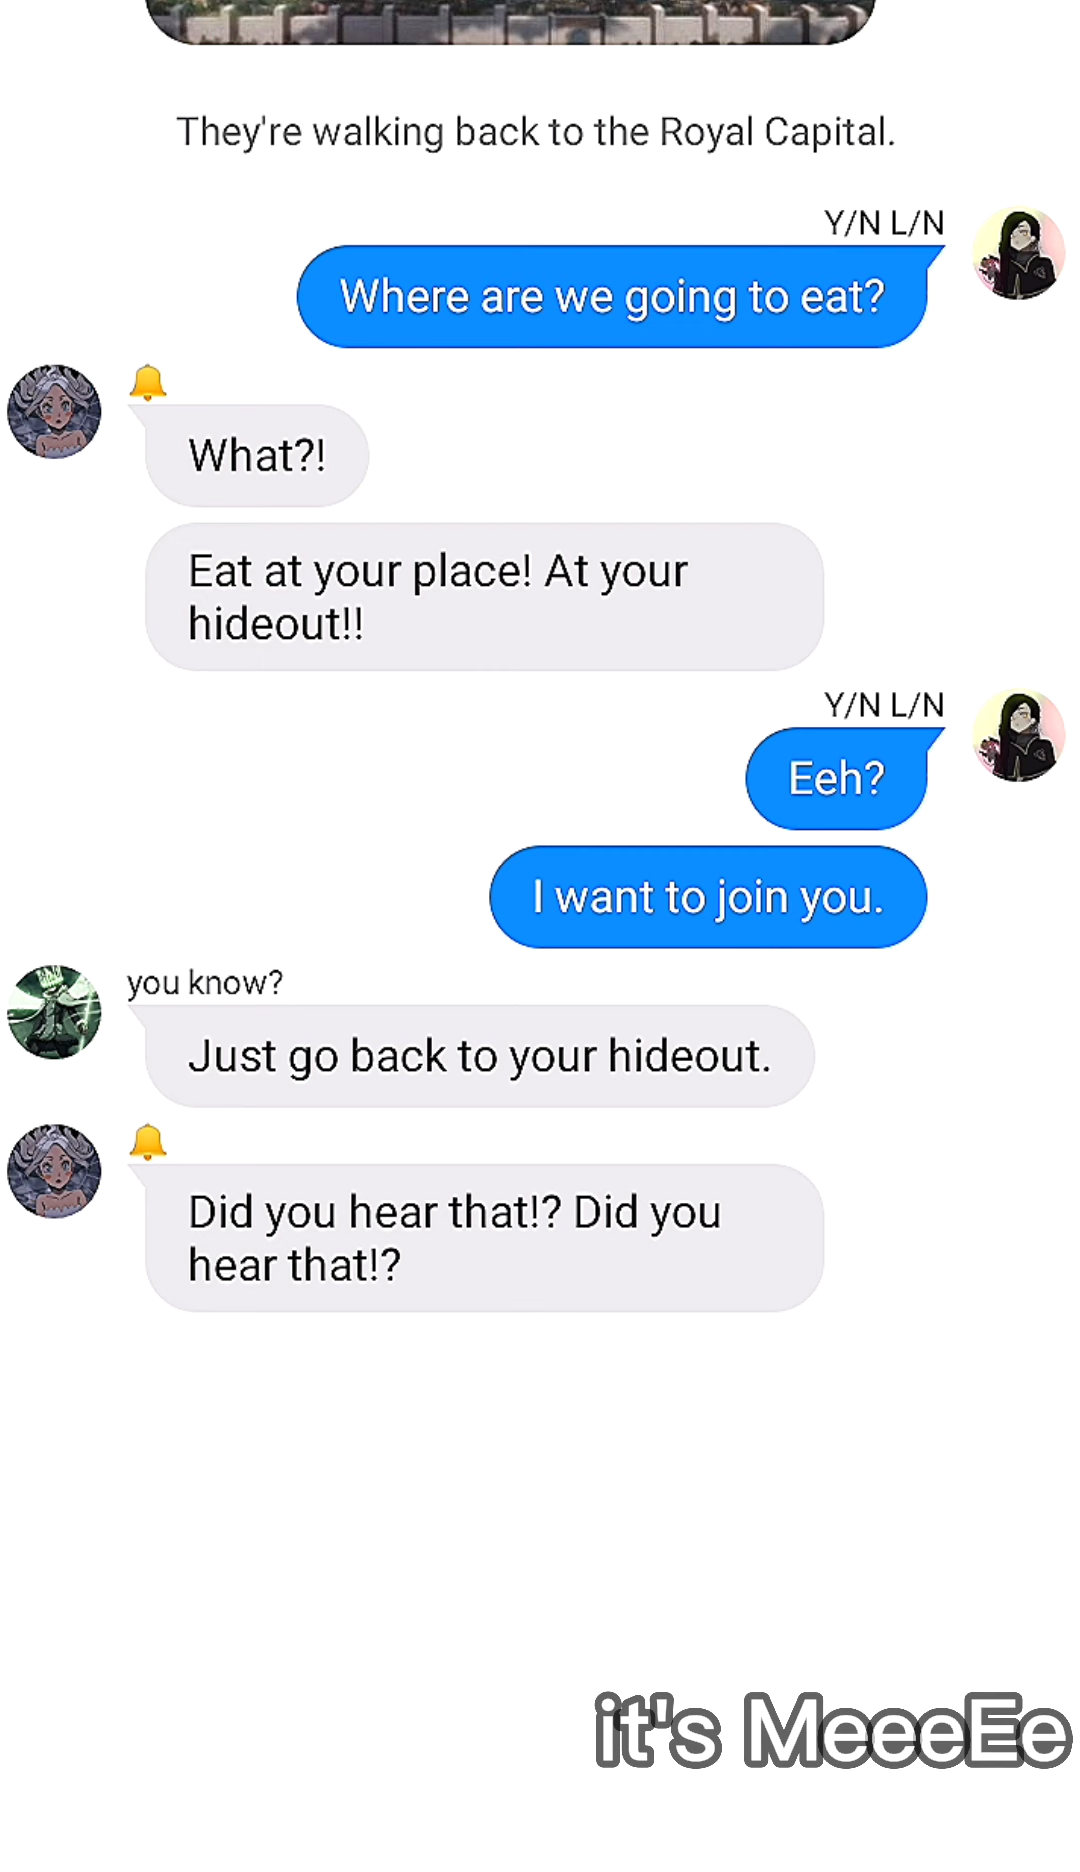 They're walking back to the Royal Capital.
Y/N L/N
Where are we going to eat?
🔔
What?!
Eat at your place! At your
hideout!!
Y/N L/N
Eeh?
I want to join you.
you know?
Just go back to your hideout.
🔔
Did you hear that!? Did you
hear that!?
it's MeeeEe